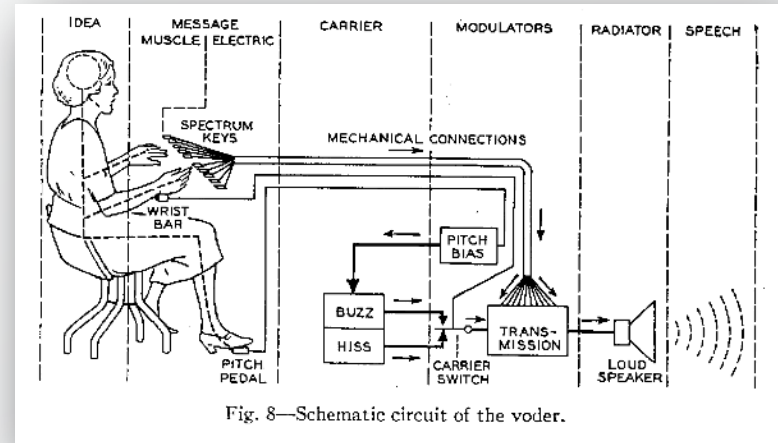 IDEA
MESSAGE
MUSCLE ELECTRIC
CARRIER
MODULATORS
RADIATOR
SPEECH
SPECTRUM
KEYS
MECHANICAL CONNECTIONS
WRIST
BAR
PITCH
BIAS
BUZZ
HISS
TRANS-
MISSION
CARRIER
SWITCH
LOUD
SPEAKER
PITCH
PEDAL
Fig. 8—Schematic circuit of the voder.